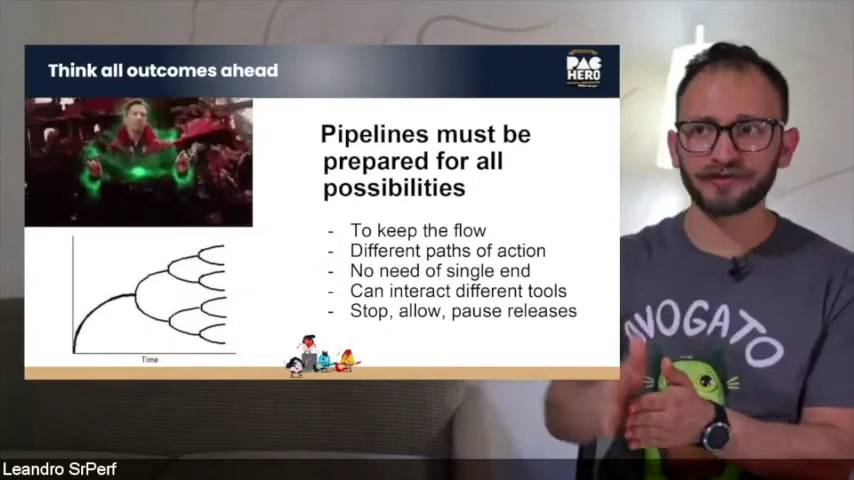 Think all outcomes ahead
PAC
HERO
Pipelines must be
prepared for all
possibilities
- To keep the flow
- Different paths of action
- No need of single end
- Can interact different tools
- Stop, allow, pause releases
Time
AVOGATO
Leandro SrPerf